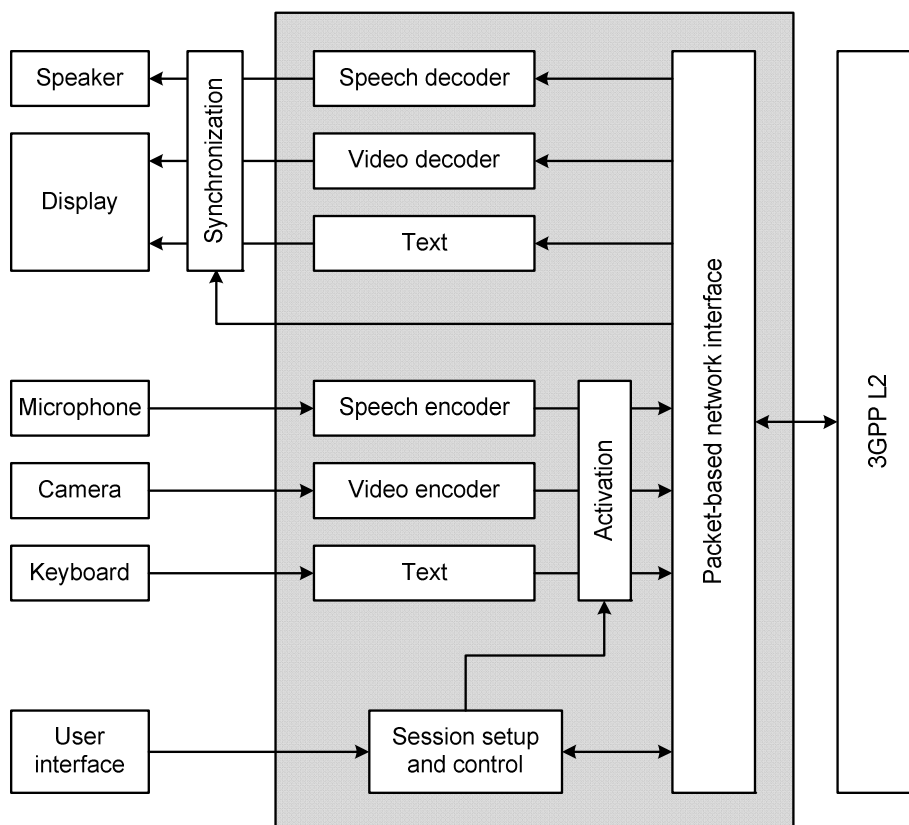 Speaker
Speech decoder
Synchronization
Video decoder
Display
Text
Packet-based network interface
3GPP L2
Microphone
Speech encoder
Activation
Camera
Video encoder
Keyboard
Text
User
interface
Session setup
and control